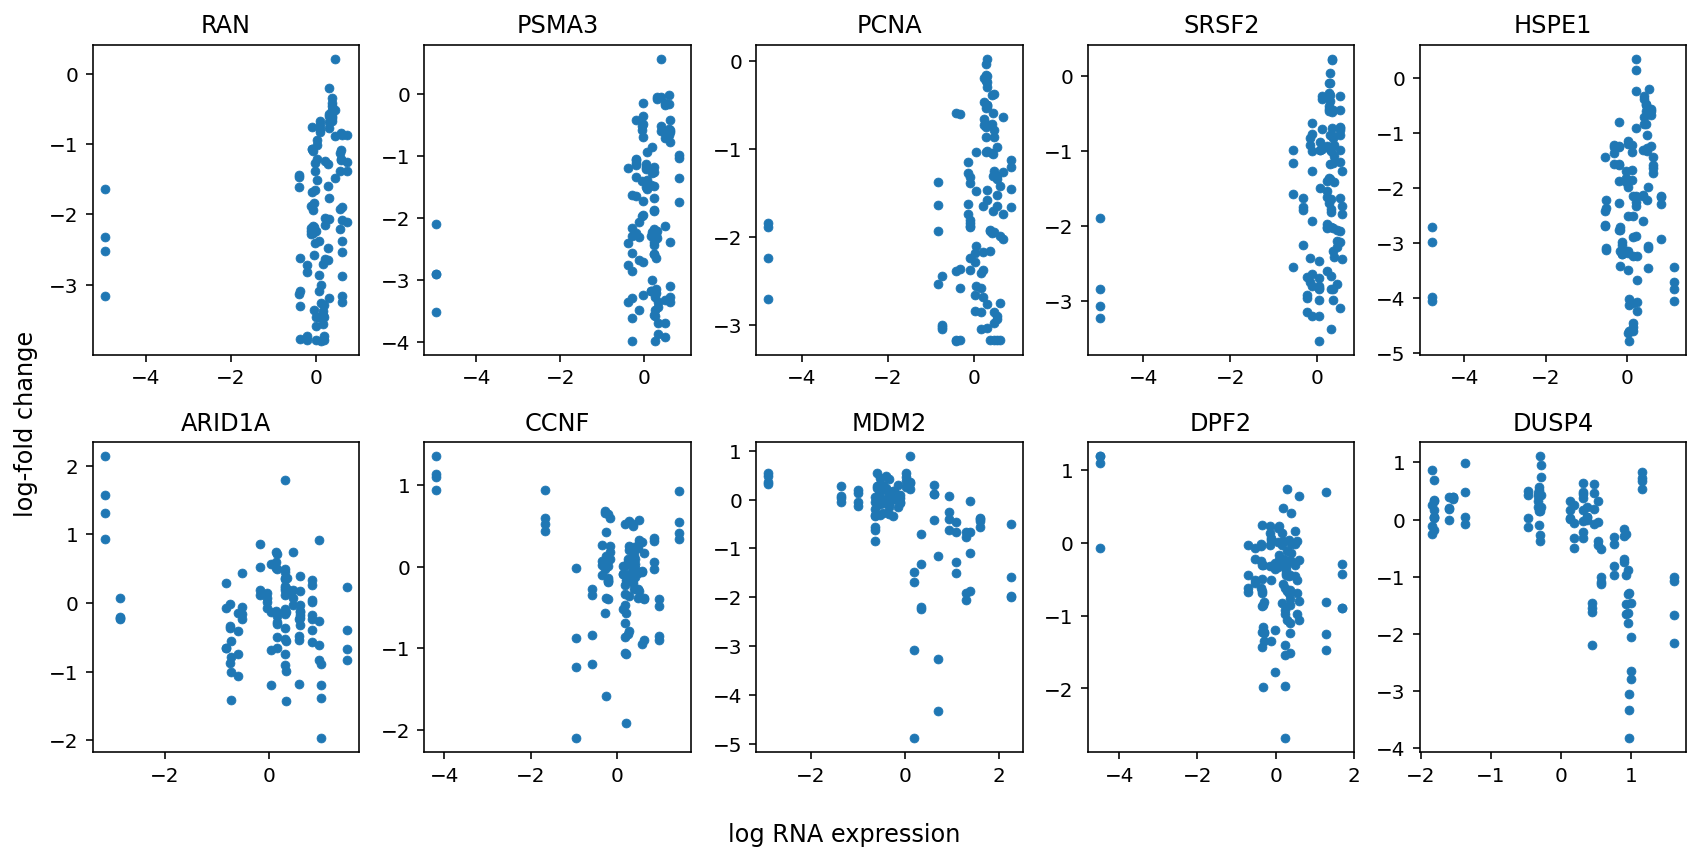 RAN PSMA3 PCNA SRSF2 HSPE1
0 0 0 0 0
−1 −1 −1 −1 −1
−2 −2 −2 −2 −2
−3 −3 −3 −3 −3
−4 −4
−5
−4 −2 0 −4 −2 0 −4 −2 0 −4 −2 0 −4 −2 0
log-fold change
ARID1A CCNF MDM2 DPF2 DUSP4
2 1 1 1 1
1 0 0 0 0
0 −1 −1 −1 −1
−1 −2 −2 −2 −2
−2 −3 −3
−4 −4
−5
−2 0 −4 −2 0 −2 0 2 −4 −2 0 2 −2 −1 0 1
log RNA expression